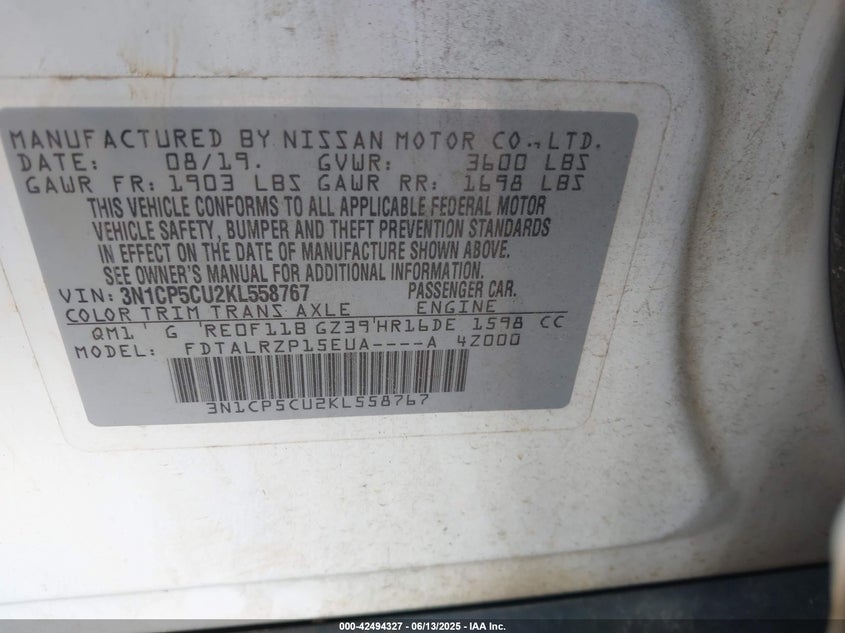 MANUFACTURED BY NISSAN MOTOR CO., LTD.
DATE: 08/19. GVWR: 3600 LBS
GAWR FR: 1903 LBS GAWR RR: 1698 LBS
THIS VEHICLE CONFORMS TO ALL APPLICABLE FEDERAL MOTOR
VEHICLE SAFETY, BUMPER AND THEFT PREVENTION STANDARDS
IN EFFECT ON THE DATE OF MANUFACTURE SHOWN ABOVE.
SEE OWNER'S MANUAL FOR ADDITIONAL INFORMATION.
VIN: 3N1CP5CU2KL558767 PASSENGER CAR.
COLOR TRIM TRANS AXLE ENGINE
QM1 ' G 'RE0F11B GZ39'HR16DE 1598 CC
MODEL: FDTALRZP15EUA----A 4Z000
3N1CP5CU2KL558767
000-42494327 - 06/13/2025 - IAA Inc.